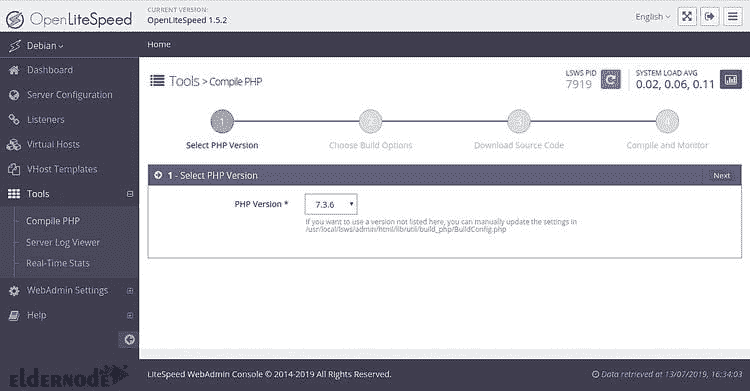 OpenLiteSpeed
CURRENT VERSION:
OpenLiteSpeed 1.5.2
English
Debian
Home
Dashboard
Server Configuration
Listeners
Virtual Hosts
VHost Templates
Tools
Compile PHP
Server Log Viewer
Real-Time Stats
WebAdmin Settings
Help
eldernode
Tools > Compile PHP
LSWS PID
7919
SYSTEM LOAD AVG
0.02, 0.06, 0.11
1 2 3 4
Select PHP Version Choose Build Options Download Source Code Compile and Monitor
1 - Select PHP Version Next
PHP Version * 7.3.6
If you want to use a version not listed here, you can manually update the settings in
/usr/local/lsws/admin/html/lib/util/build_php/BuildConfig.php
LiteSpeed WebAdmin Console © 2014-2019 All Rights Reserved. Data retrieved at 13/07/2019, 16:34:03